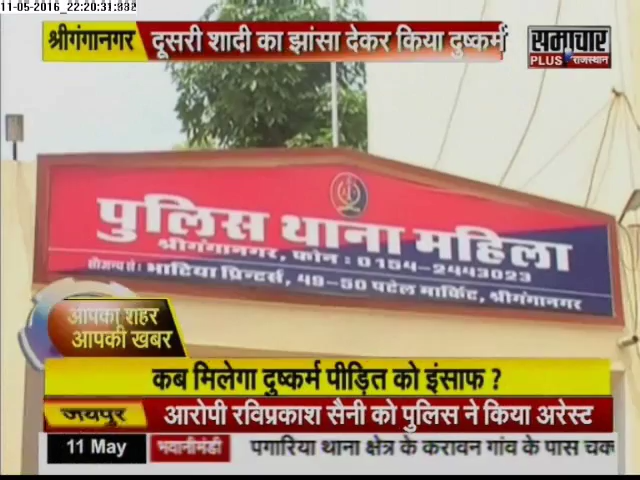 11-05-2016_22:20:31:832
श्रीगंगानगर दूसरी शादी का झांसा देकर किया दुष्कर्म
समाचार
PLUS राजस्थान
पुलिस थाना महिला
श्रीगंगानगर, फोन : 0154-2443023
सौजन्य से : भाटिया प्रिन्टर्स, 49-50 पटेल मार्किट, श्रीगंगानगर
आपका शहर
आपकी खबर
कब मिलेगा दुष्कर्म पीड़ित को इंसाफ ?
जयपुर आरोपी रविप्रकाश सैनी को पुलिस ने किया अरेस्ट
11 May भवानीमंडी पगारिया थाना क्षेत्र के करावन गांव के पास